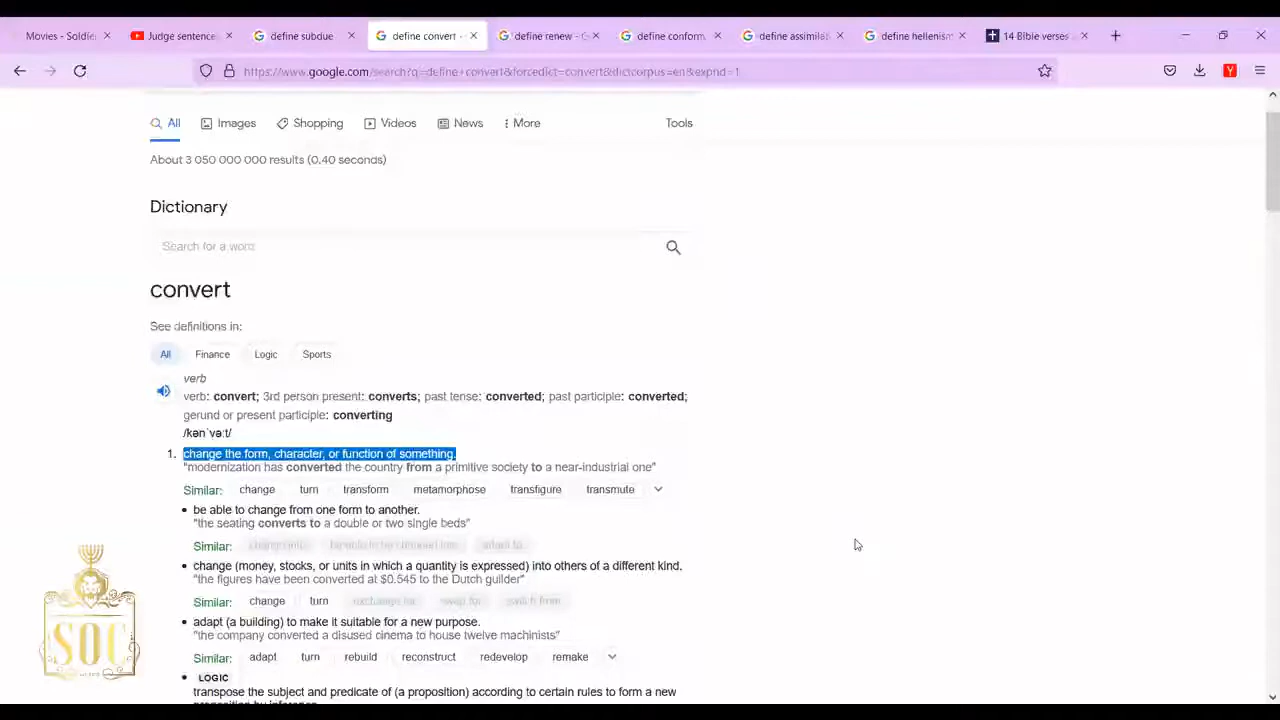 Movies - Soldie
Judge sentence
define subdue
define convert -
define renew - G
define conform
define assimila
define hellenism
14 Bible verses
https://www.google.com/search?q=define+convert&forcedict=convert&dictcorpus=en&expnd=1
All
Images
Shopping
Videos
News
More
Tools
About 3 050 000 000 results (0.40 seconds)
Dictionary
Search for a word
convert
See definitions in:
All
Finance
Logic
Sports
verb
verb: convert; 3rd person present: converts; past tense: converted; past participle: converted;
gerund or present participle: converting
/kənˈvəːt/
1. change the form, character, or function of something.
"modernization has converted the country from a primitive society to a near-industrial one"
Similar: change turn transform metamorphose transfigure transmute
• be able to change from one form to another.
"the seating converts to a double or two single beds"
Similar:
• change (money, stocks, or units in which a quantity is expressed) into others of a different kind.
"the figures have been converted at $0.545 to the Dutch guilder"
Similar: change turn exchange for swap for switch from
• adapt (a building) to make it suitable for a new purpose.
"the company converted a disused cinema to house twelve machinists"
Similar: adapt turn rebuild reconstruct redevelop remake
• LOGIC
transpose the subject and predicate of (a proposition) according to certain rules to form a new
proposition by inference.
SOC